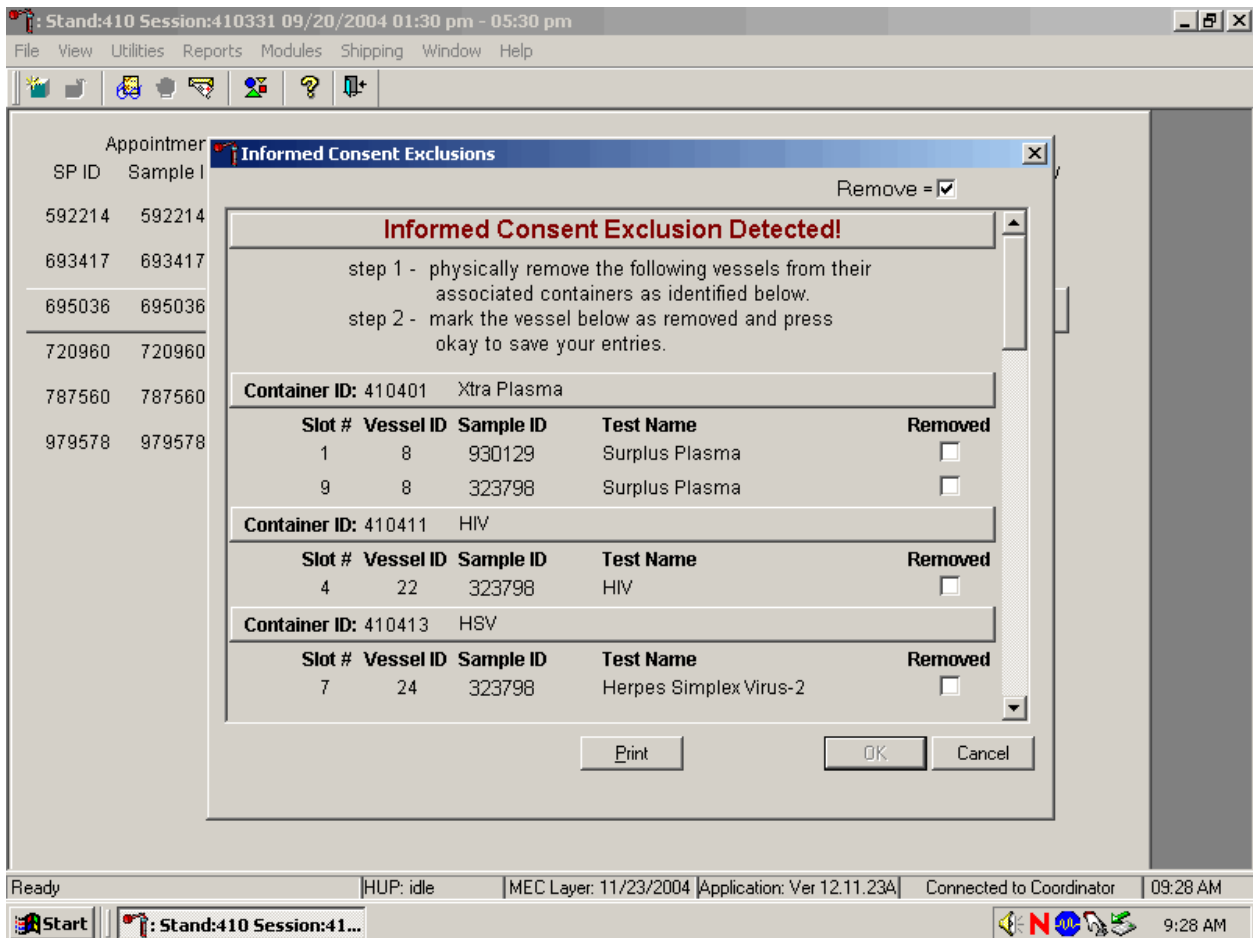 : Stand:410 Session:410331 09/20/2004 01:30 pm - 05:30 pm
File View Utilities Reports Modules Shipping Window Help
Appointmer
SP ID Sample I
592214 592214
693417 693417
695036 695036
720960 720960
787560 787560
979578 979578
Informed Consent Exclusions
Remove =
Informed Consent Exclusion Detected!
step 1 - physically remove the following vessels from their
associated containers as identified below.
step 2 - mark the vessel below as removed and press
okay to save your entries.
Container ID: 410401 Xtra Plasma
Slot # Vessel ID Sample ID Test Name Removed
1 8 930129 Surplus Plasma
9 8 323798 Surplus Plasma
Container ID: 410411 HIV
Slot # Vessel ID Sample ID Test Name Removed
4 22 323798 HIV
Container ID: 410413 HSV
Slot # Vessel ID Sample ID Test Name Removed
7 24 323798 Herpes Simplex Virus-2
Print OK Cancel
Ready HUP: idle MEC Layer: 11/23/2004 Application: Ver 12.11.23A Connected to Coordinator 09:28 AM
Start : Stand:410 Session:41... N 9:28 AM